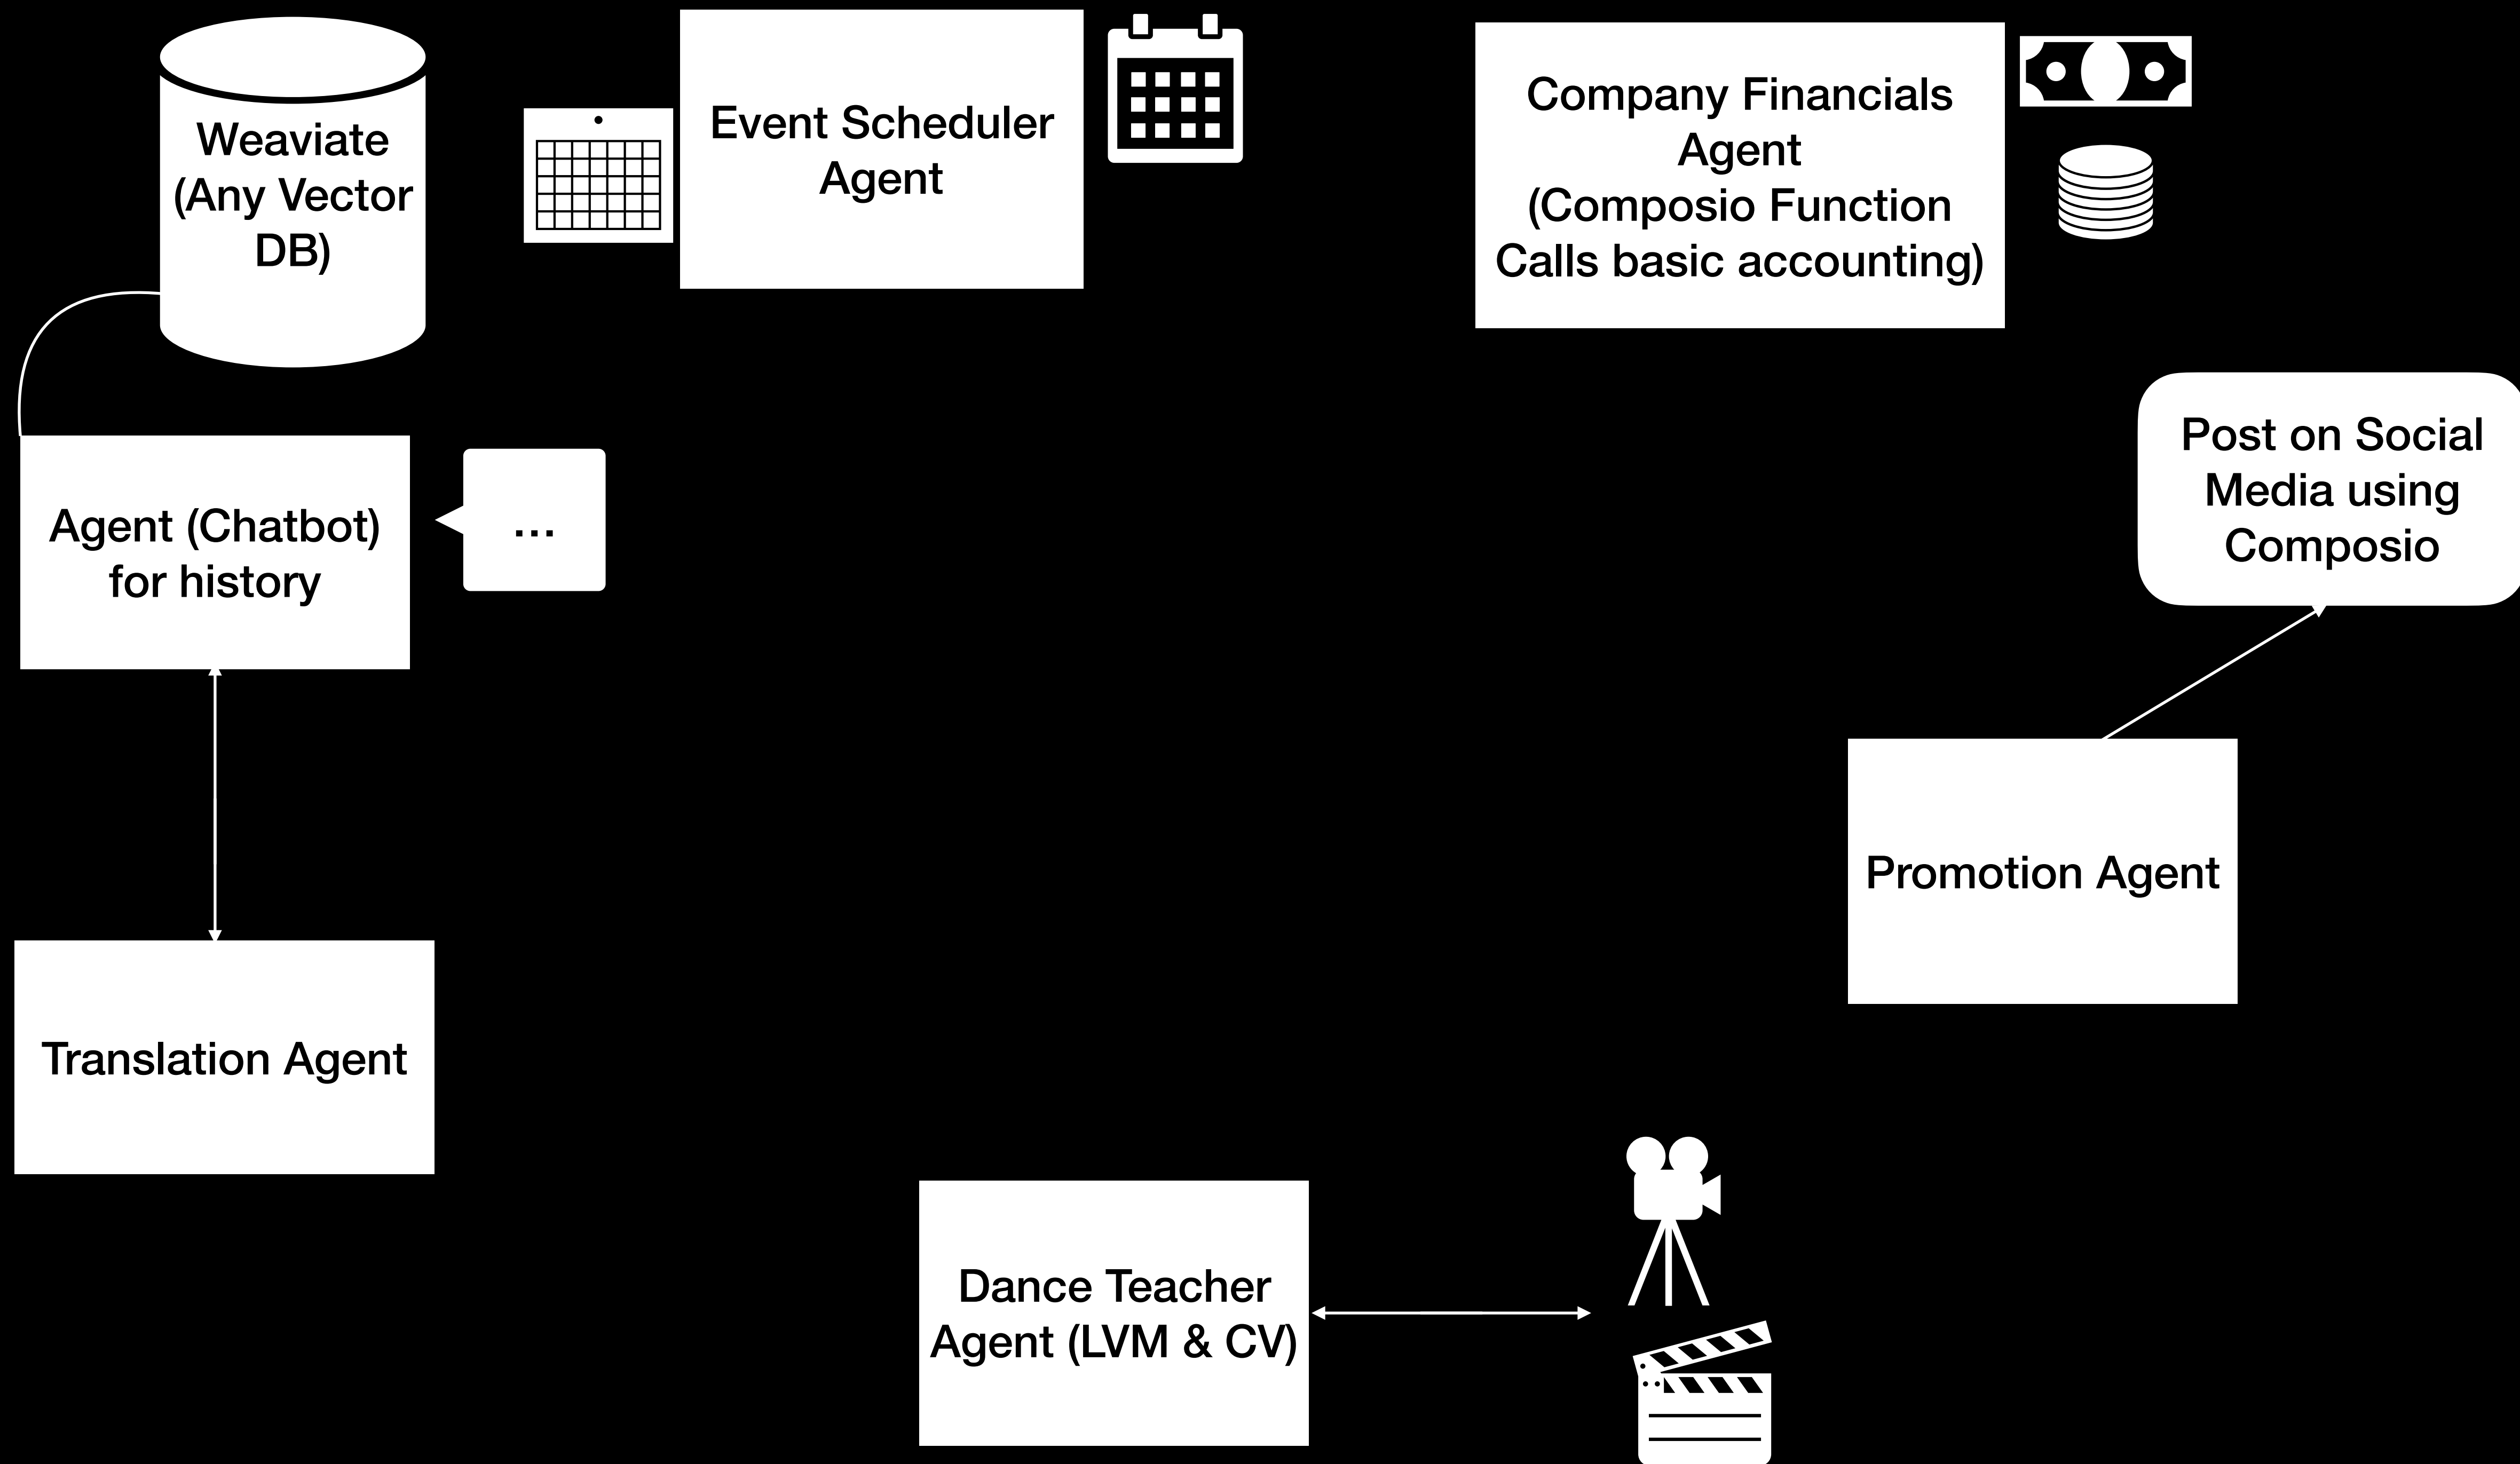 Weaviate
(Any Vector
DB)
Event Scheduler
Agent
Company Financials
Agent
(Composio Function
Calls basic accounting)
Agent (Chatbot)
for history
...
Post on Social
Media using
Composio
Promotion Agent
Translation Agent
Dance Teacher
Agent (LVM & CV)